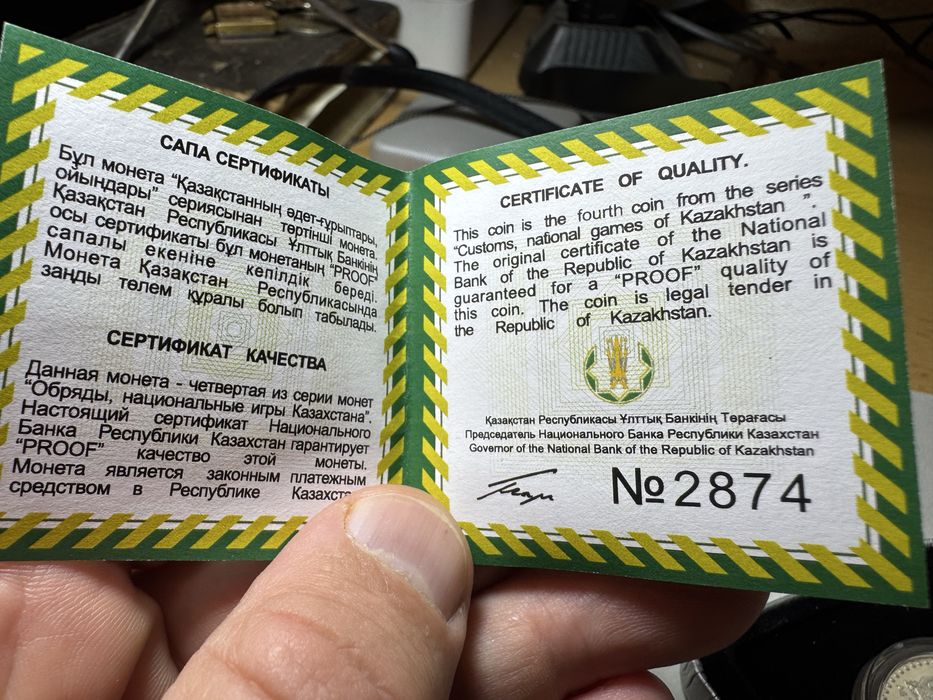 САПА СЕРТИФИКАТЫ
Бұл монета “Қазақстанның әдет-ғұрыптары,
ойындары” сериясынан төртінші монета.
Қазақстан Республикасы Ұлттық Банкінің
осы сертификаты бұл монетаның “PROOF”
сапалы екеніне кепілдік береді.
Монета Қазақстан Республикасында
заңды төлем құралы болып табылады.
СЕРТИФИКАТ КАЧЕСТВА
Данная монета - четвертая из серии монет
“Обряды, национальные игры Казахстана”.
Настоящий сертификат Национального
Банка Республики Казахстан гарантирует
“PROOF” качество этой монеты.
Монета является законным платежным
средством в Республике Казахста
CERTIFICATE OF QUALITY.
This coin is the fourth coin from the series
“Customs, national games of Kazakhstan ”.
The original certificate of the National
Bank of the Republic of Kazakhstan is
guaranteed for a “PROOF” quality of
this coin. The coin is legal tender in
the Republic of Kazakhstan.
Қазақстан Республикасы Ұлттық Банкінің Төрағасы
Председатель Национального Банка Республики Казахстан
Governor of the National Bank of the Republic of Kazakhstan
№2874